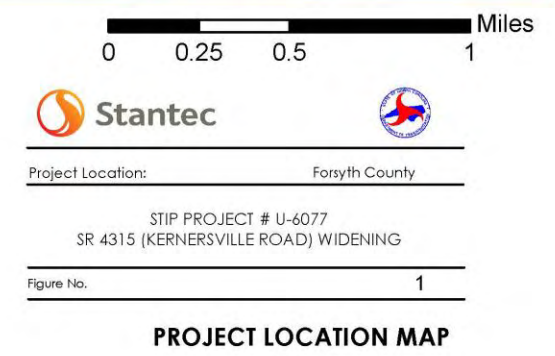 Miles
0 0.25 0.5 1
Stantec
Project Location: Forsyth County
STIP PROJECT # U-6077
SR 4315 (KERNERSVILLE ROAD) WIDENING
Figure No. 1
PROJECT LOCATION MAP